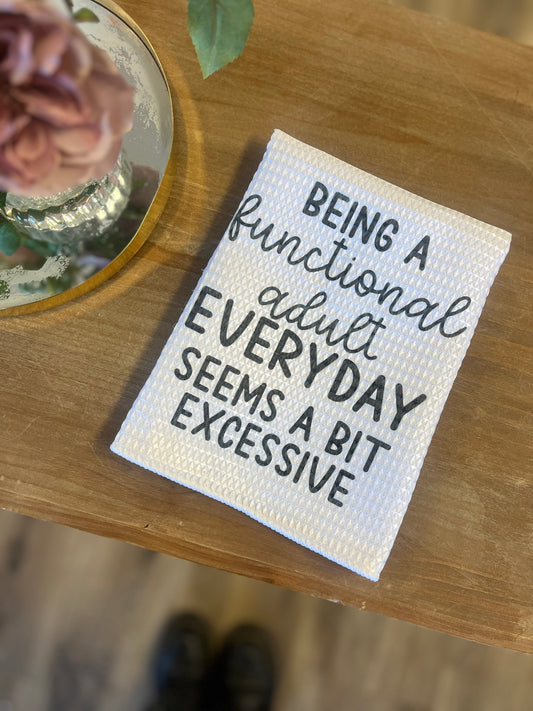 BEING A
functional
adult
EVERYDAY
SEEMS A BIT
EXCESSIVE